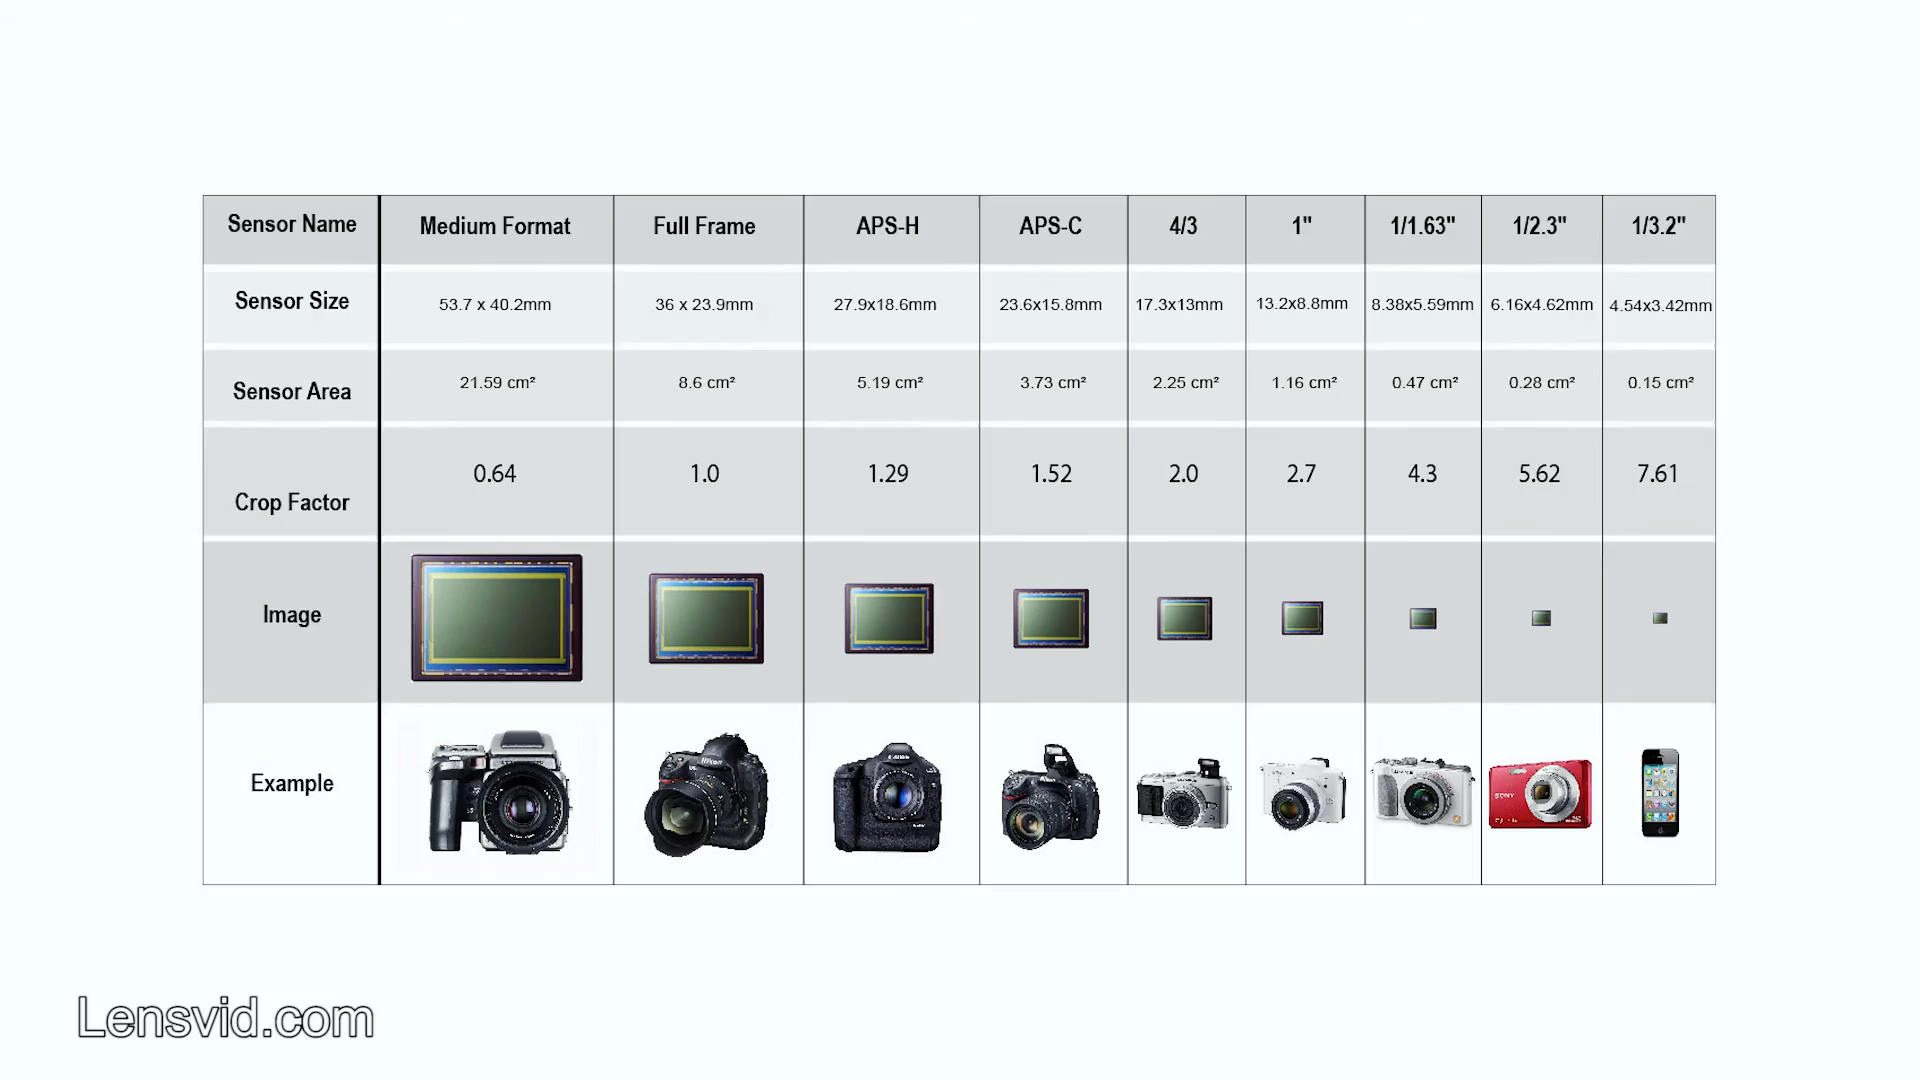 Sensor Name Medium Format Full Frame APS-H APS-C 4/3 1" 1/1.63" 1/2.3" 1/3.2"
Sensor Size 53.7 x 40.2mm 36 x 23.9mm 27.9x18.6mm 23.6x15.8mm 17.3x13mm 13.2x8.8mm 8.38x5.59mm 6.16x4.62mm 4.54x3.42mm
Sensor Area 21.59 cm² 8.6 cm² 5.19 cm² 3.73 cm² 2.25 cm² 1.16 cm² 0.47 cm² 0.28 cm² 0.15 cm²
Crop Factor 0.64 1.0 1.29 1.52 2.0 2.7 4.3 5.62 7.61
Image
Example
Nikon
SONY
Lensvid.com